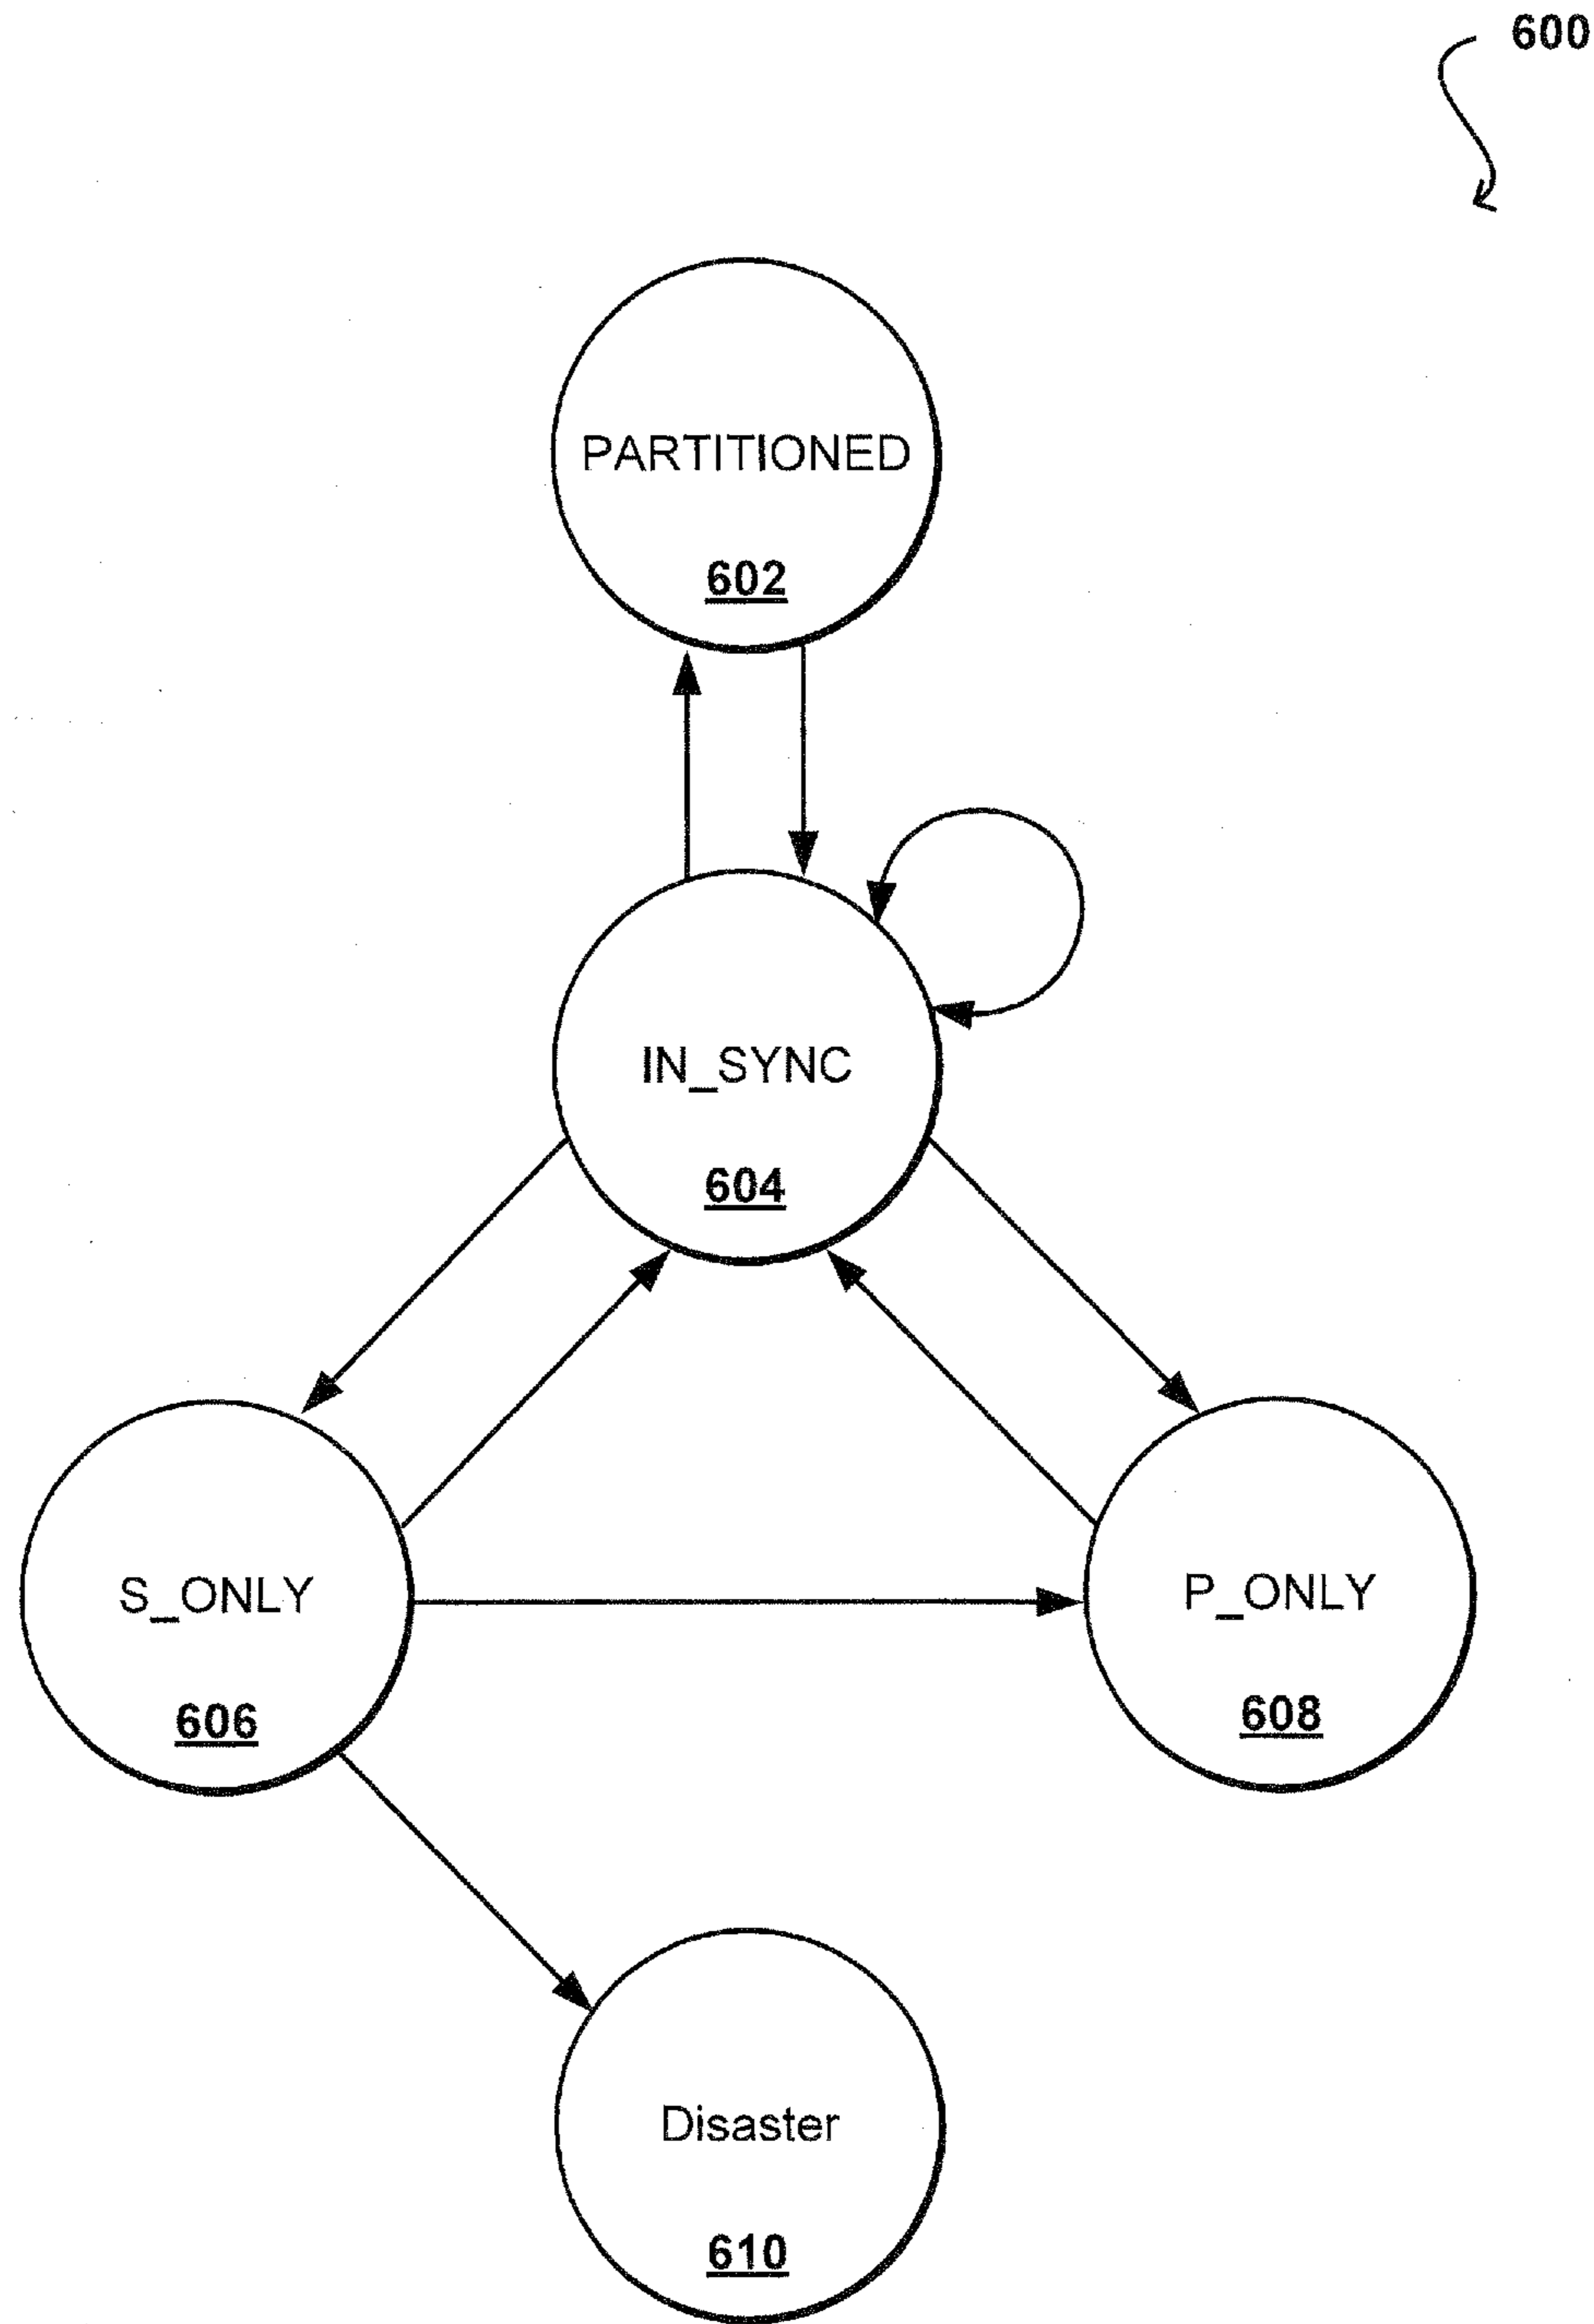 600
PARTITIONED
602
IN_SYNC
604
S_ONLY
606
P_ONLY
608
Disaster
610